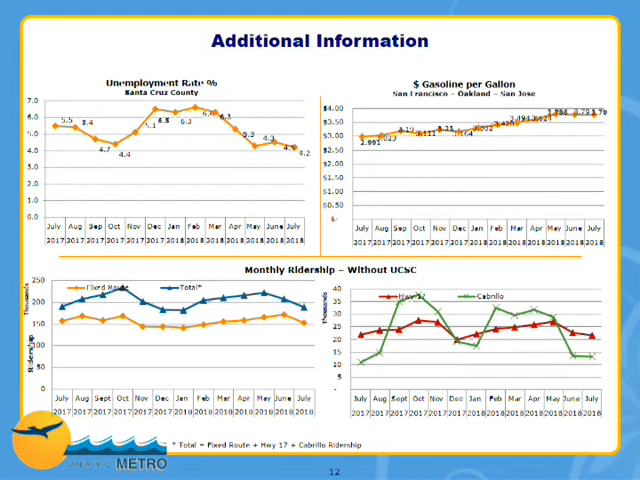 Additional Information
Unemployment Rate %
Santa Cruz County
7.0
6.0
5.0
4.0
3.0
2.0
1.0
0.0
5.5
5.4
4.7
4.4
5.1
6.3
6.3
5.3
4.3
4.2
July Aug Sep Oct Nov Dec Jan Feb Mar Apr May June July
2017 2017 2017 2017 2017 2017 2018 2018 2018 2018 2018 2018 2018
$ Gasoline per Gallon
San Francisco – Oakland – San Jose
$4.00
$3.50
$3.00
$2.50
$2.00
$1.50
$1.00
$0.50
$-
2.991
3.19
3.79
July Aug Sep Oct Nov Dec Jan Feb Mar Apr May June July
2017 2017 2017 2017 2017 2017 2018 2018 2018 2018 2018 2018 2018
Monthly Ridership – Without UCSC
Thousands
Ridership
250
200
150
100
50
0
Fixed Route
Total*
July Aug Sept Oct Nov Dec Jan Feb Mar Apr May June July
2017 2017 2017 2017 2017 2017 2018 2018 2018 2018 2018 2018 2018
Thousands
40
35
30
25
20
15
10
5
-
Hwy 17
Cabrillo
July Aug Sept Oct Nov Dec Jan Feb Mar Apr May June July
2017 2017 2017 2017 2017 2017 2018 2018 2018 2018 2018 2018 2018
* Total = Fixed Route + Hwy 17 + Cabrillo Ridership
SANTA CRUZ METRO
12